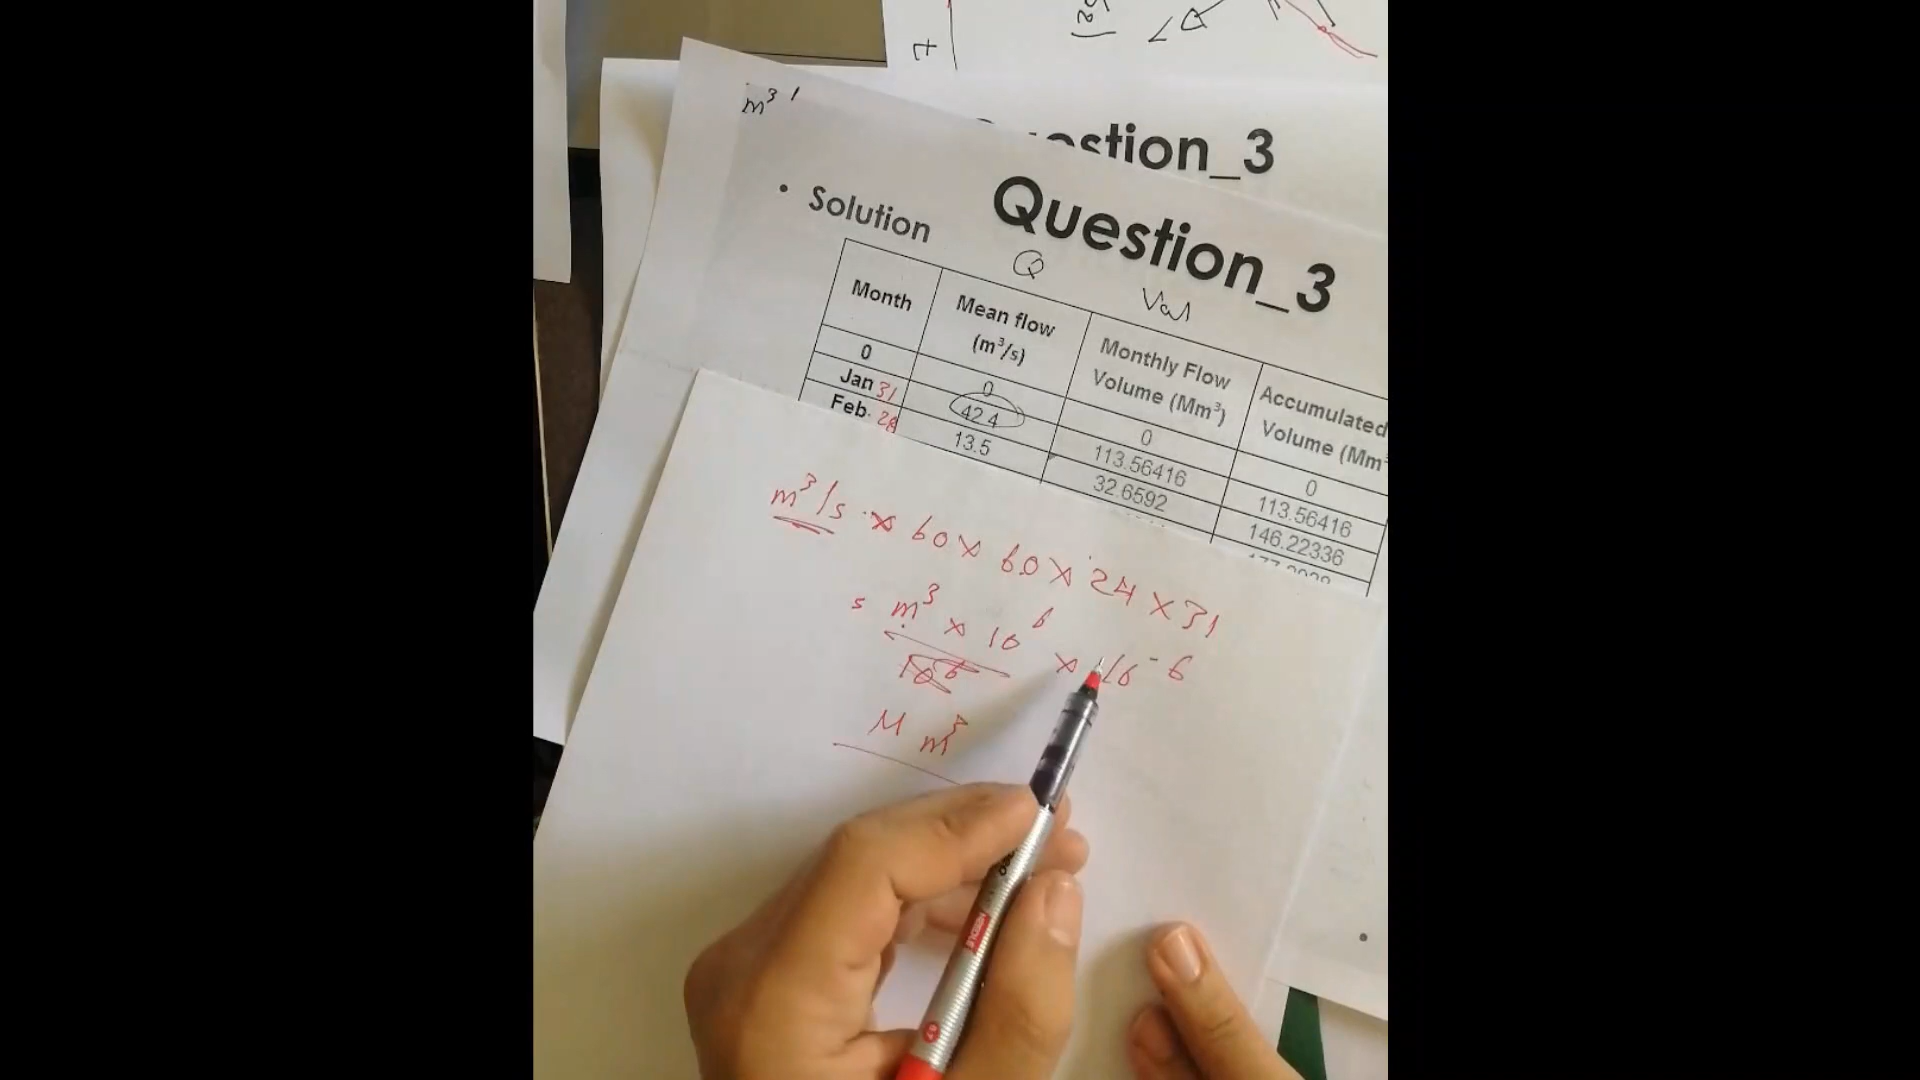 m³/
Question_3
Question_3
• Solution
Q
Vol
Month
Mean flow (m³/s)
Monthly Flow Volume (Mm³)
Accumulated Volume (Mm³
0 0 0 0
Jan 31 42.4 113.56416 113.56416
Feb 28 13.5 32.6592 146.22336
m³/s × 60 × 60 × 24 × 31
m³ × 10⁶ × 10⁻⁶
10⁶
M m³
NEEDLE